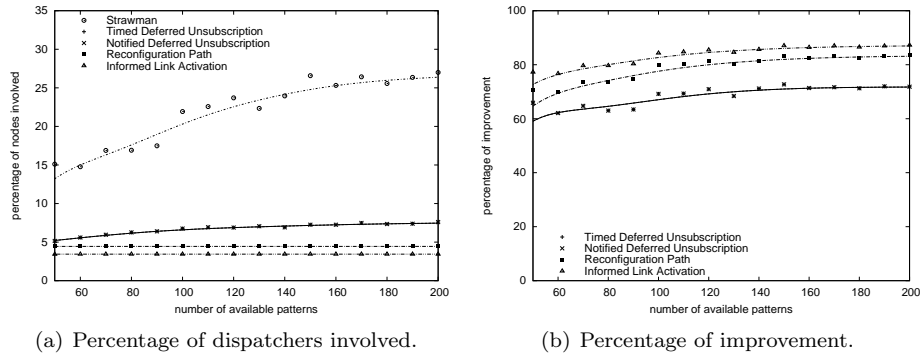 35
30
25
20
15
10
5
0
percentage of nodes involved
Strawman
Timed Deferred Unsubscription
Notified Deferred Unsubscription
Reconfiguration Path
Informed Link Activation
60 80 100 120 140 160 180 200
number of available patterns
(a) Percentage of dispatchers involved.
100
80
60
40
20
0
percentage of improvement
Timed Deferred Unsubscription
Notified Deferred Unsubscription
Reconfiguration Path
Informed Link Activation
60 80 100 120 140 160 180 200
number of available patterns
(b) Percentage of improvement.